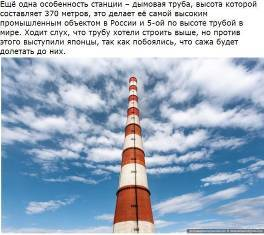 Ещё одна особенность станции – дымовая труба, высота которой
составляет 370 метров, это делает её самой высоким
промышленным объектом в России и 5-ой по высоте трубой в
мире. Ходит слух, что трубу хотели строить выше, но против
этого выступили японцы, так как побоялись, что сажа будет
долетать до них.